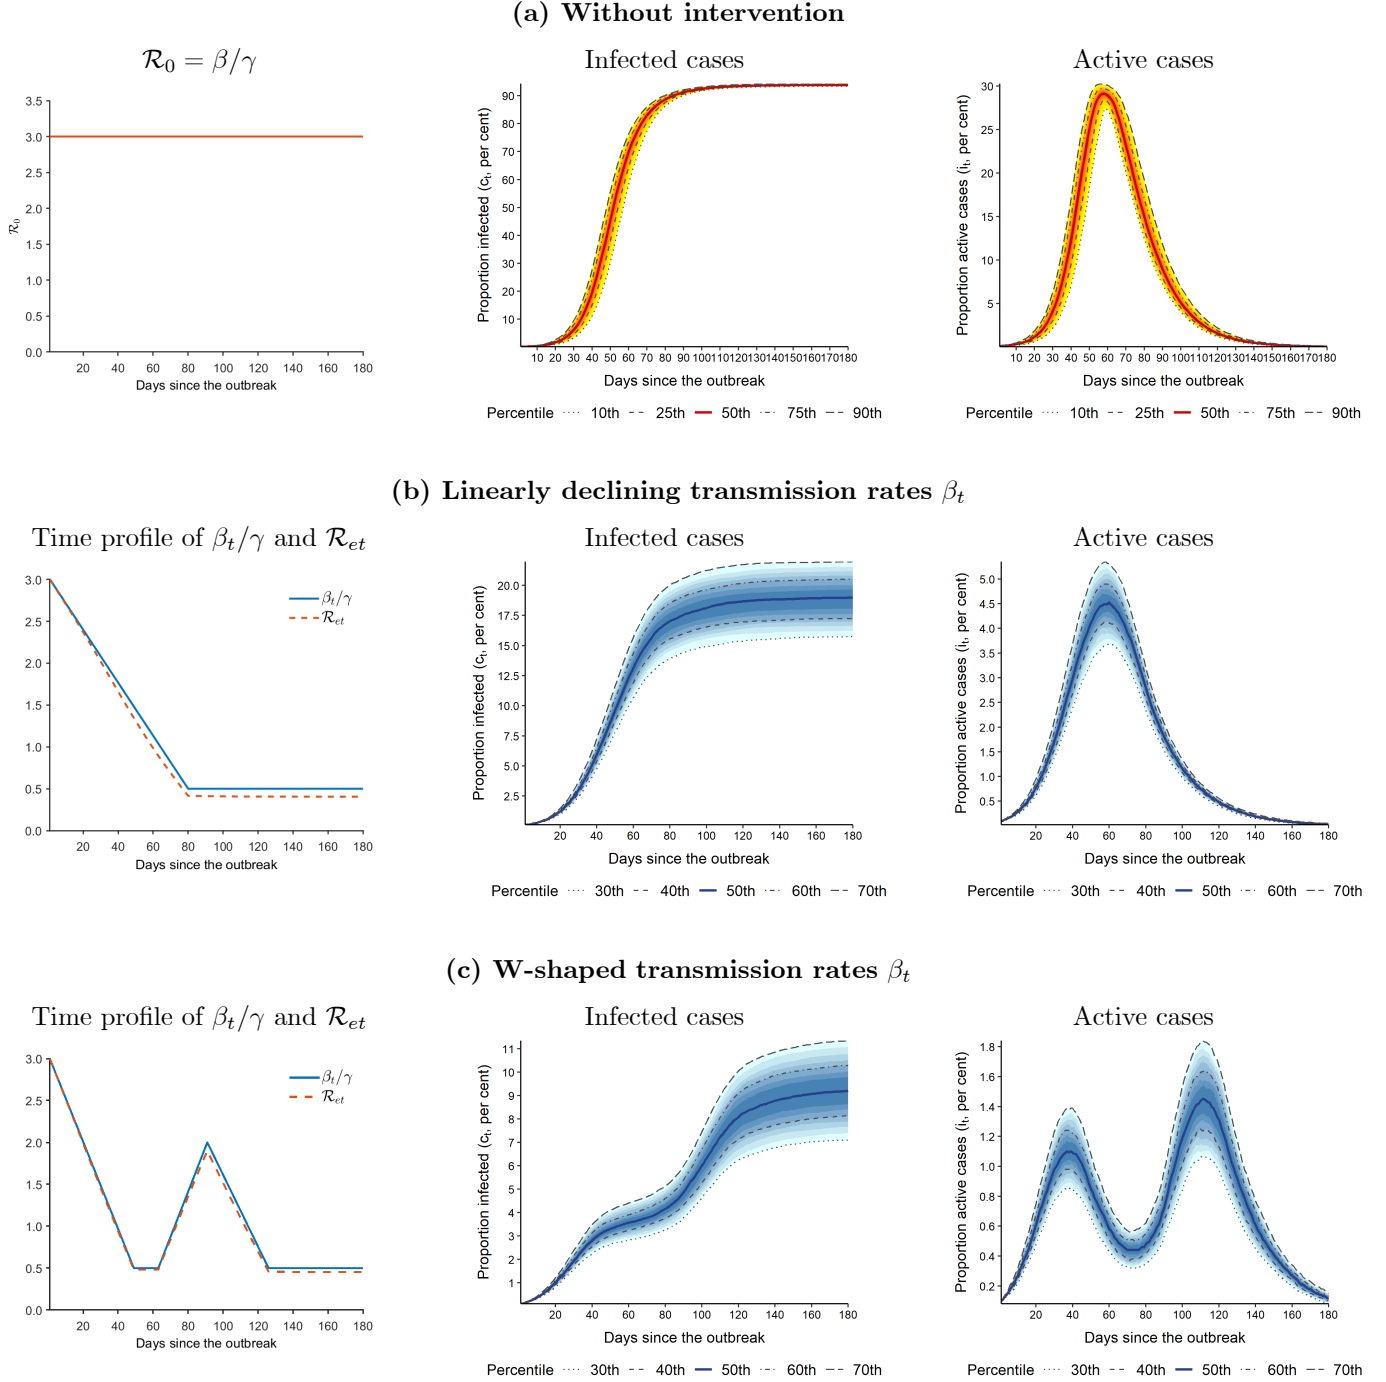 (a) Without intervention
R₀ = β/γ
3.5
3.0
2.5
2.0
1.5
1.0
0.5
0.0
R₀
20 40 60 80 100 120 140 160 180
Days since the outbreak
Infected cases
90
80
70
60
50
40
30
20
10
Proportion infected (cₜ, per cent)
10 20 30 40 50 60 70 80 90 100 110 120 130 140 150 160 170 180
Days since the outbreak
Percentile 10th 25th 50th 75th 90th
Active cases
30
25
20
15
10
5
Proportion active cases (iₜ, per cent)
10 20 30 40 50 60 70 80 90 100 110 120 130 140 150 160 170 180
Days since the outbreak
Percentile 10th 25th 50th 75th 90th
(b) Linearly declining transmission rates βₜ
Time profile of βₜ/γ and Rₑₜ
3.0
2.5
2.0
1.5
1.0
0.5
0.0
βₜ/γ
Rₑₜ
20 40 60 80 100 120 140 160 180
Days since the outbreak
Infected cases
20.0
17.5
15.0
12.5
10.0
7.5
5.0
2.5
Proportion infected (cₜ, per cent)
20 40 60 80 100 120 140 160 180
Days since the outbreak
Percentile 30th 40th 50th 60th 70th
Active cases
5.0
4.5
4.0
3.5
3.0
2.5
2.0
1.5
1.0
0.5
Proportion active cases (iₜ, per cent)
20 40 60 80 100 120 140 160 180
Days since the outbreak
Percentile 30th 40th 50th 60th 70th
(c) W-shaped transmission rates βₜ
Time profile of βₜ/γ and Rₑₜ
3.0
2.5
2.0
1.5
1.0
0.5
0.0
βₜ/γ
Rₑₜ
20 40 60 80 100 120 140 160 180
Days since the outbreak
Infected cases
11
10
9
8
7
6
5
4
3
2
1
Proportion infected (cₜ, per cent)
20 40 60 80 100 120 140 160 180
Days since the outbreak
Percentile 30th 40th 50th 60th 70th
Active cases
1.8
1.6
1.4
1.2
1.0
0.8
0.6
0.4
0.2
Proportion active cases (iₜ, per cent)
20 40 60 80 100 120 140 160 180
Days since the outbreak
Percentile 30th 40th 50th 60th 70th